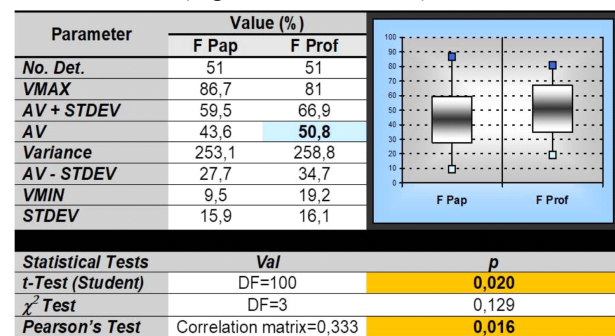 Parameter Value (%)
F Pap F Prof
No. Det. 51 51
VMAX 86,7 81
AV + STDEV 59,5 66,9
AV 43,6 50,8
Variance 253,1 258,8
AV - STDEV 27,7 34,7
VMIN 9,5 19,2
STDEV 15,9 16,1
100
90
80
70
60
50
40
30
20
10
0
F Pap F Prof
Statistical Tests Val p
t-Test (Student) DF=100 0,020
χ² Test DF=3 0,129
Pearson's Test Correlation matrix=0,333 0,016